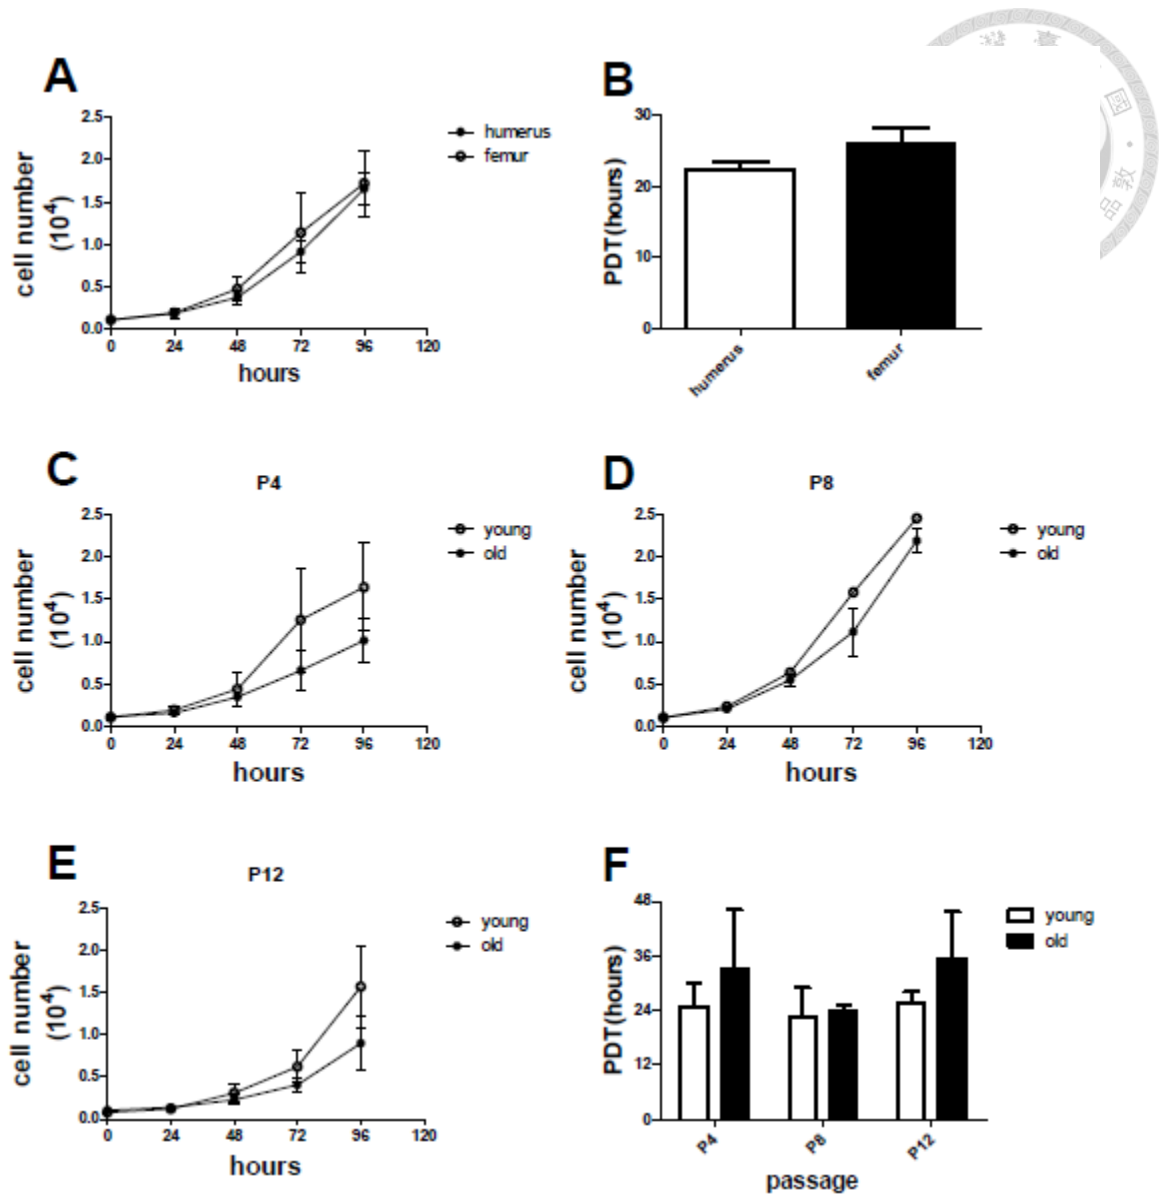 灣 臺
國
・
敦
品
A
2.5
2.0
1.5
1.0
0.5
0.0
cell number
(10⁴)
0 24 48 72 96 120
hours
humerus
femur
B
30
20
10
0
PDT(hours)
humerus femur
C
P4
2.5
2.0
1.5
1.0
0.5
0.0
cell number
(10⁴)
0 24 48 72 96 120
hours
young
old
D
P8
2.5
2.0
1.5
1.0
0.5
0.0
cell number
(10⁴)
0 24 48 72 96 120
hours
young
old
E
P12
2.5
2.0
1.5
1.0
0.5
0.0
cell number
(10⁴)
0 24 48 72 96 120
hours
young
old
F
48
36
24
12
0
PDT(hours)
P4 P8 P12
passage
young
old